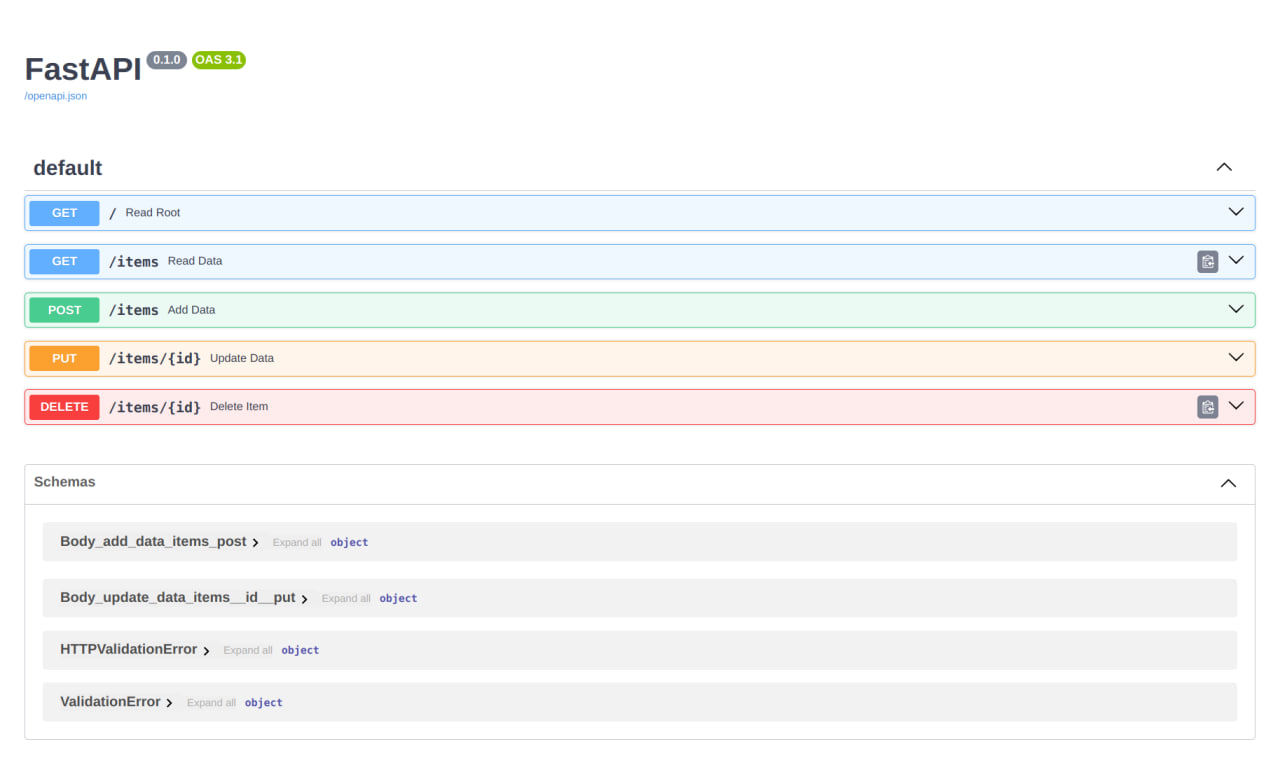 FastAPI 0.1.0 OAS 3.1
/openapi.json
default
GET / Read Root
GET /items Read Data
POST /items Add Data
PUT /items/{id} Update Data
DELETE /items/{id} Delete Item
Schemas
Body_add_data_items_post Expand all object
Body_update_data_items__id__put Expand all object
HTTPValidationError Expand all object
ValidationError Expand all object